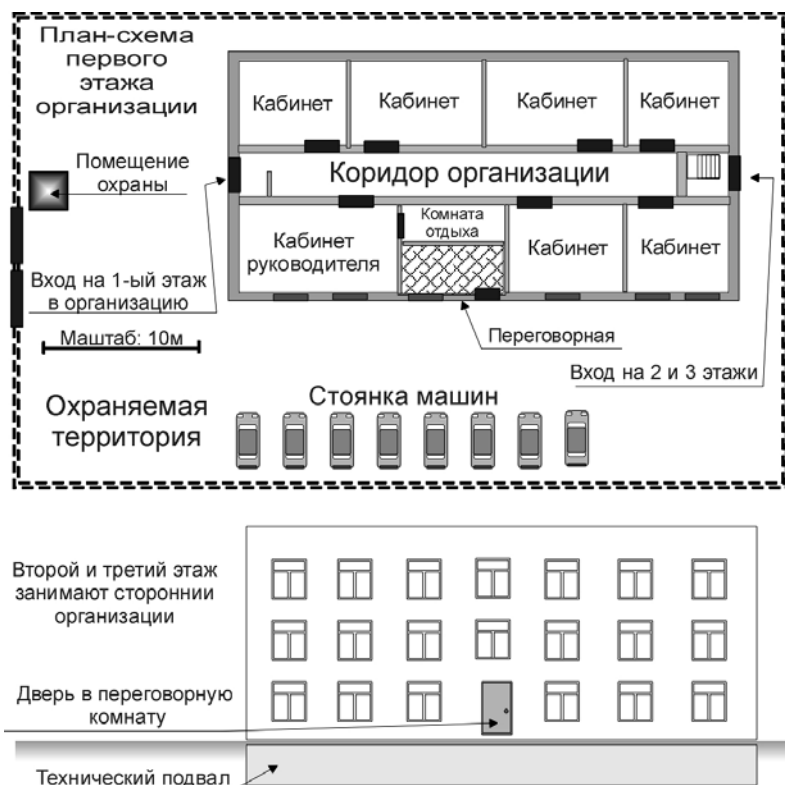 План-схема
первого
этажа
организации
Кабинет
Кабинет
Кабинет
Кабинет
Помещение
охраны
Коридор организации
Комната
отдыха
Кабинет
руководителя
Кабинет
Кабинет
Вход на 1-ый этаж
в организацию
Маштаб: 10м
Переговорная
Вход на 2 и 3 этажи
Охраняемая
территория
Стоянка машин
Второй и третий этаж
занимают стороннии
организации
Дверь в переговорную
комнату
Технический подвал